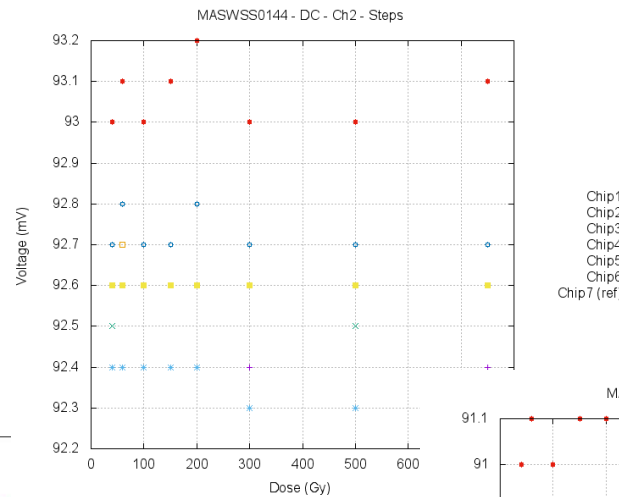 MASWSS0144 - DC - Ch2 - Steps
93.2
93.1
93
92.9
92.8
92.7
92.6
92.5
92.4
92.3
92.2
Voltage (mV)
0 100 200 300 400 500 600
Dose (Gy)
Chip1
Chip2
Chip3
Chip4
Chip5
Chip6
Chip7 (ref)
91.1
91